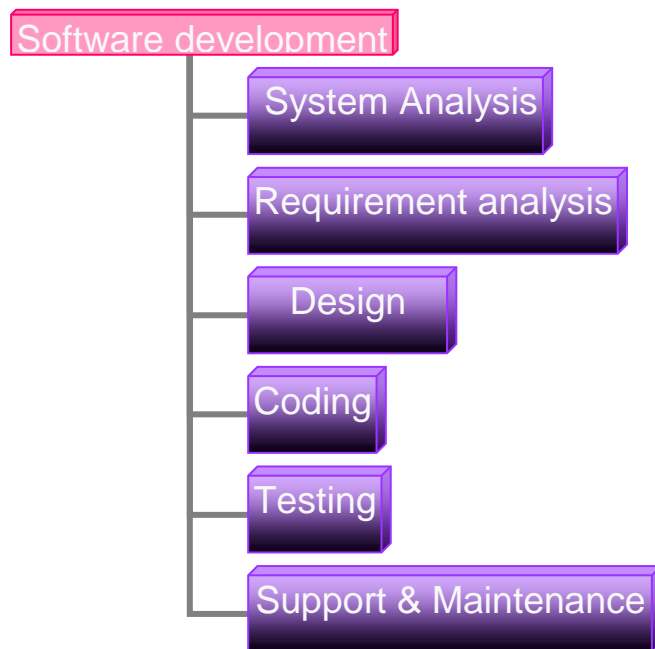 Software development
System Analysis
Requirement analysis
Design
Coding
Testing
Support & Maintenance